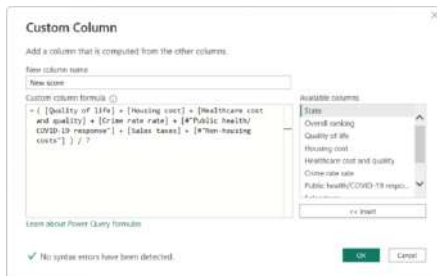 Custom Column
Add a column that is computed from the other columns.
New column name
New score
Custom column formula
= ( [Quality of life] + [Housing cost] + [Healthcare cost
and quality] + [Crime rate rate] + [#"Public health/
COVID-19 response"] + [Sales taxes] + [#"Non-housing
costs"] ) / 7
Available columns
State
Overall ranking
Quality of life
Housing cost
Healthcare cost and quality
Crime rate rate
Public health/COVID-19 respo...
<< Insert
Learn about Power Query formulas
No syntax errors have been detected.
OK
Cancel